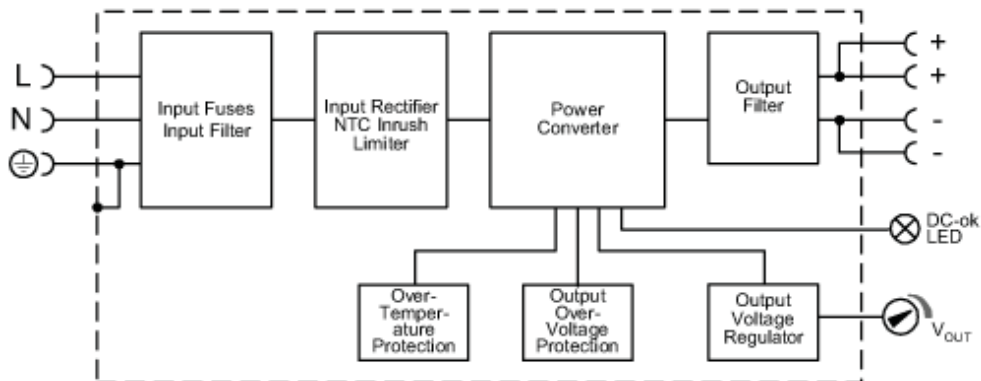 L
N
Input Fuses
Input Filter
Input Rectifier
NTC Inrush
Limiter
Power
Converter
Output
Filter
+
+
-
-
DC-ok
LED
Over-
Temper-
ature
Protection
Output
Over-
Voltage
Protection
Output
Voltage
Regulator
VOUT